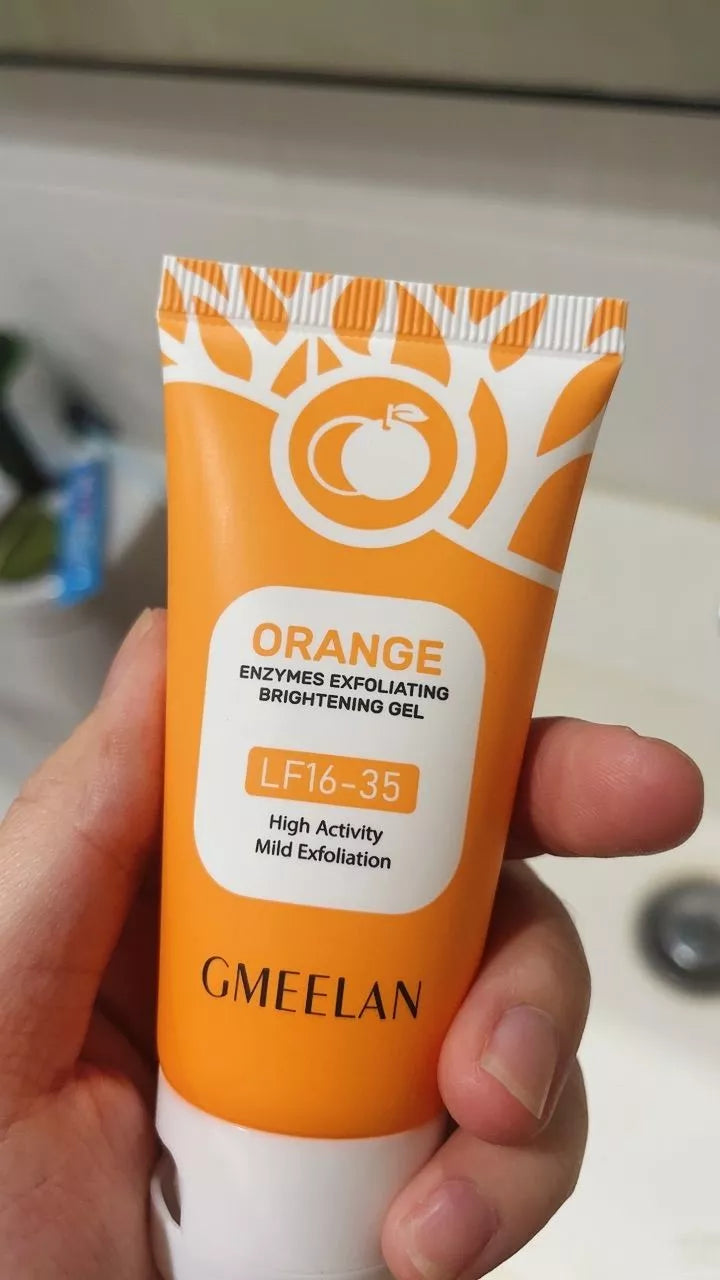 ORANGE
ENZYMES EXFOLIATING
BRIGHTENING GEL
LF16-35
High Activity
Mild Exfoliation
GMEELAN